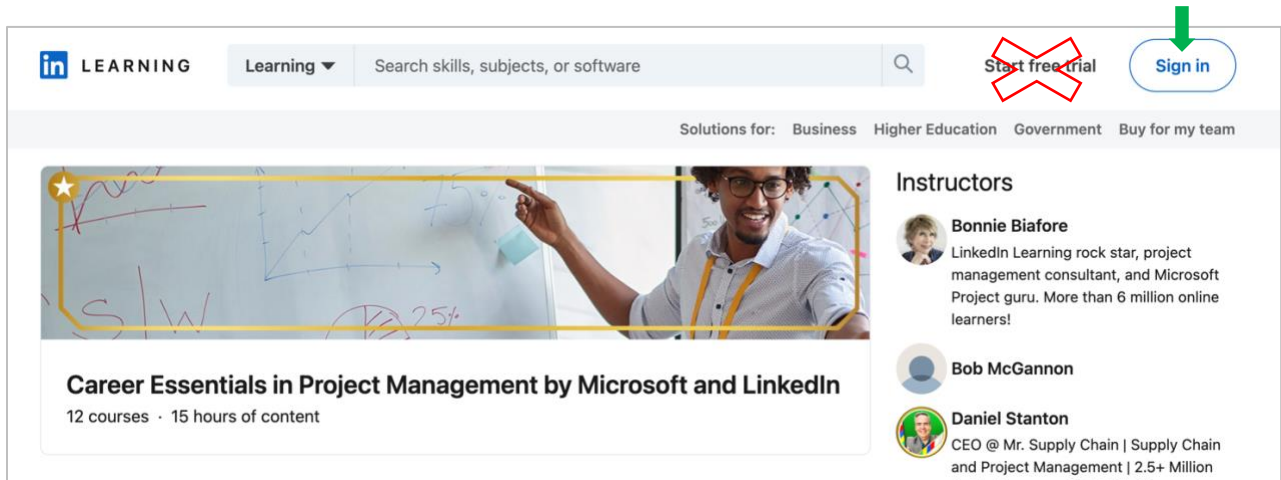 in LEARNING
Learning
Search skills, subjects, or software
Start free trial
Sign in
Solutions for: Business Higher Education Government Buy for my team
75%
S/W
25%
Career Essentials in Project Management by Microsoft and LinkedIn
12 courses · 15 hours of content
Instructors
Bonnie Biafore
LinkedIn Learning rock star, project
management consultant, and Microsoft
Project guru. More than 6 million online
learners!
Bob McGannon
Daniel Stanton
CEO @ Mr. Supply Chain | Supply Chain
and Project Management | 2.5+ Million